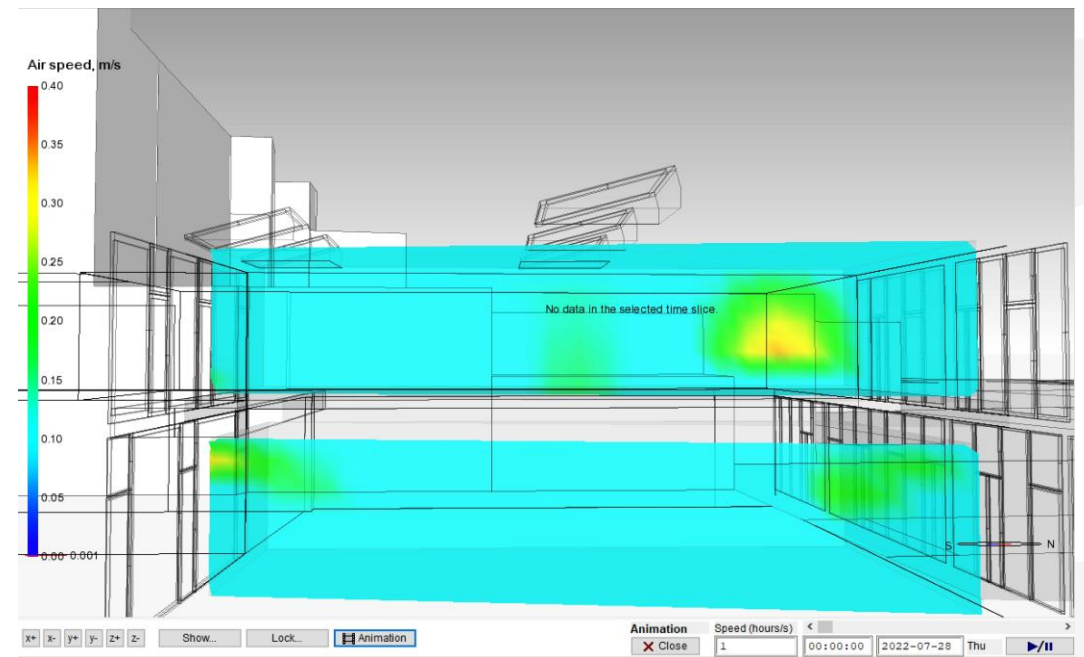 Air speed, m/s
0.40
0.35
0.30
0.25
0.20
0.15
0.10
0.05
0.00 0.001
No data in the selected time slice.
S N
x+ x- y+ y- z+ z- Show... Lock... Animation
Animation Speed (hours/s) < >
Close 1 00:00:00 2022-07-28 Thu